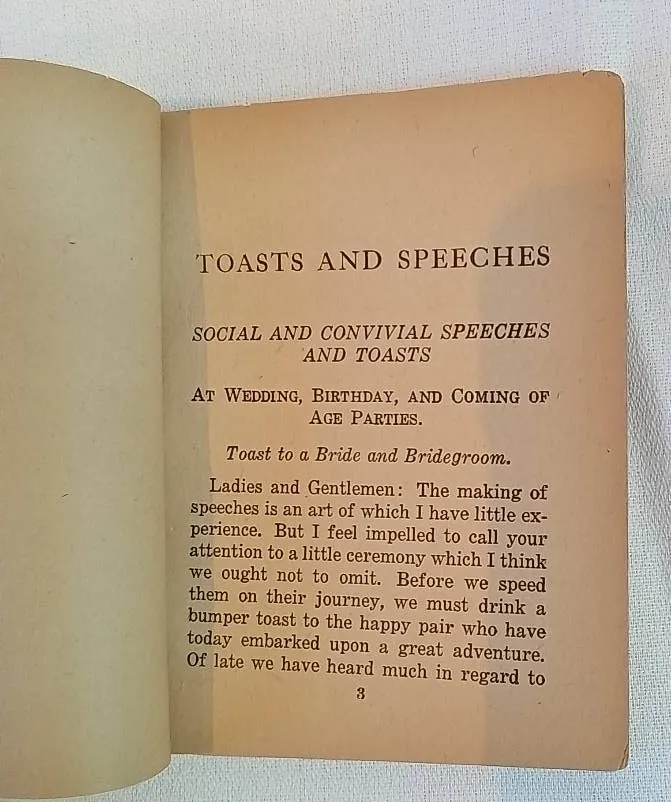 TOASTS AND SPEECHES
SOCIAL AND CONVIVIAL SPEECHES
AND TOASTS
AT WEDDING, BIRTHDAY, AND COMING OF
AGE PARTIES.
Toast to a Bride and Bridegroom.
Ladies and Gentlemen: The making of
speeches is an art of which I have little ex-
perience. But I feel impelled to call your
attention to a little ceremony which I think
we ought not to omit. Before we speed
them on their journey, we must drink a
bumper toast to the happy pair who have
today embarked upon a great adventure.
Of late we have heard much in regard to
3